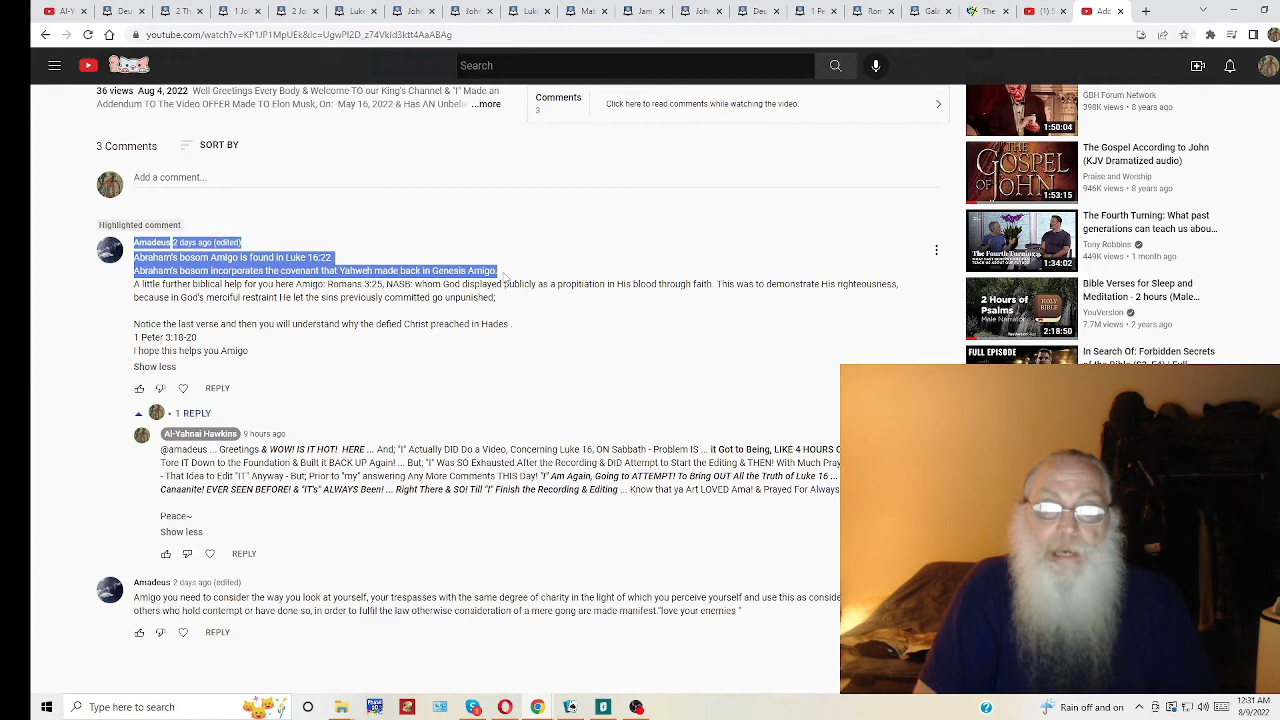 Al-Y
youtube.com/watch?v=KP1JP1MpUEk&lc=UgwPI2D_z74VkId3ktt4AaABAg
Search
36 views Aug 4, 2022 Well Greetings Every Body & Welcome TO our King's Channel & "I" Made an
Addendum TO The Video OFFER Made TO Elon Musk, On: May 16, 2022 & Has AN Unbelie ...more
Comments
3
Click here to read comments while watching the video.
3 Comments
SORT BY
Add a comment...
Highlighted comment
Amadeus 2 days ago (edited)
Abraham's bosom Amigo is found in Luke 16:22
Abraham's bosom incorporates the covenant that Yahweh made back in Genesis Amigo.
A little further biblical help for you in Romans 3:25, NASB: whom God displayed publicly as a propitiation in His blood through faith. This was to demonstrate His righteousness,
because in God's merciful restraint He let the sins previously committed go unpunished;
Notice the last verse and then you will understand why the defied Christ preached in Hades .
1 Peter 3:18-20
I hope this helps you Amigo
Show less
REPLY
1 REPLY
Al-Yahnai Hawkins 9 hours ago
@amadeus ... Greetings & WOW! IS IT HOT! HERE ... And; "I" Actually DID Do a Video, Concerning Luke 16, ON Sabbath - Problem IS ... it Got to Being, LIKE 4 HOURS
Tore IT Down to the Foundation & Built it BACK UP Again! ... But; "I" WAS SO Exhausted After the Recording & Attempt to Start the Editing & THEN! With Much Pray
- That Idea to Edit "IT" Anyway - But; Prior to my "I's" Finding out the MOST ... 
Canaanite! EVER SEEN BEFORE! & "IT's" ALWAYS Been! ... Right There & SO! Till "I" Finish the Recording & Editing ... Know that ya Art LOVED Ama! & Prayed For Always
Peace~
Show less
REPLY
Amadeus 2 days ago (edited)
Amigo you need to consider the way you look at yourself, your trespasses with the same degree of charity in the light of which you perceive yourself and use this as conside
others who hold contempt or have done so, in order to fulfil the law otherwise consideration of a mere gong are made manifest."love your enemies "
REPLY
1:50:04
GBH Forum Network
398K views • 8 years ago
THE GOSPEL OF JOHN
1:53:15
The Gospel According to John
(KJV Dramatized audio)
Praise and Worship
946K views • 8 years ago
The Fourth Turning:
1:34:02
The Fourth Turning: What past
generations can teach us abou...
Tony Robbins
449K views • 1 month ago
2 Hours of
Psalms
Male Narrator
HOLY BIBLE
2:18:50
Bible Verses for Sleep and
Meditation - 2 hours (Male...
YouVersion
7.7M views • 2 years ago
FULL EPISODE
In Search Of: Forbidden Secrets
Type here to search
Rain off and on
12:31 AM
8/9/2022